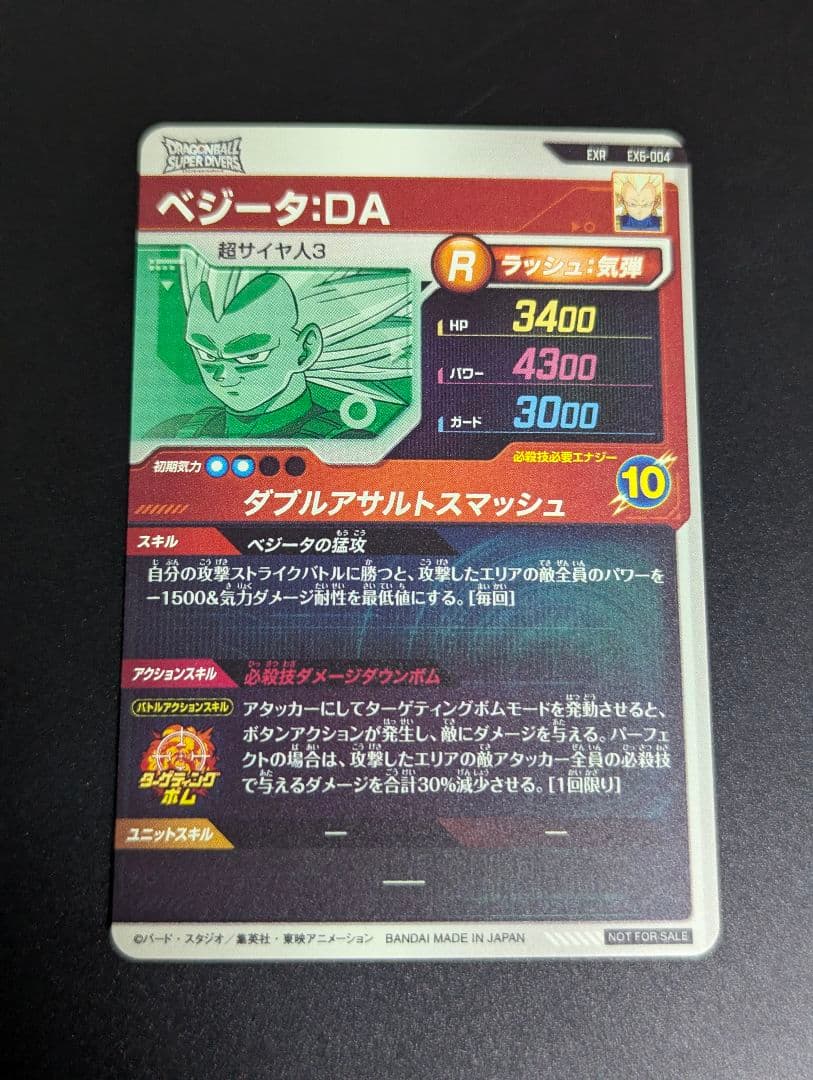 DRAGONBALL
SUPER DIVERS
EXR EX6-004
ベジータ:DA
超サイヤ人3
R ラッシュ:気弾
HP 3400
パワー 4300
ガード 3000
初期気力
必殺技必要エナジー
10
ダブルアサルトスマッシュ
スキル ベジータの猛攻
自分の攻撃ストライクバトルに勝つと、攻撃したエリアの敵全員のパワーを
-1500&気力ダメージ耐性を最低値にする。[毎回]
アクションスキル 必殺技ダメージダウンボム
バトルアクションスキル
ターゲティング
ボム
アタッカーにしてターゲティングボムモードを発動させると、
ボタンアクションが発生し、敵にダメージを与える。パーフェ
クトの場合は、攻撃したエリアの敵アタッカー全員の必殺技
で与えるダメージを合計30%減少させる。[1回限り]
ユニットスキル — —
—
©バード・スタジオ/集英社・東映アニメーション BANDAI MADE IN JAPAN
NOT FOR SALE